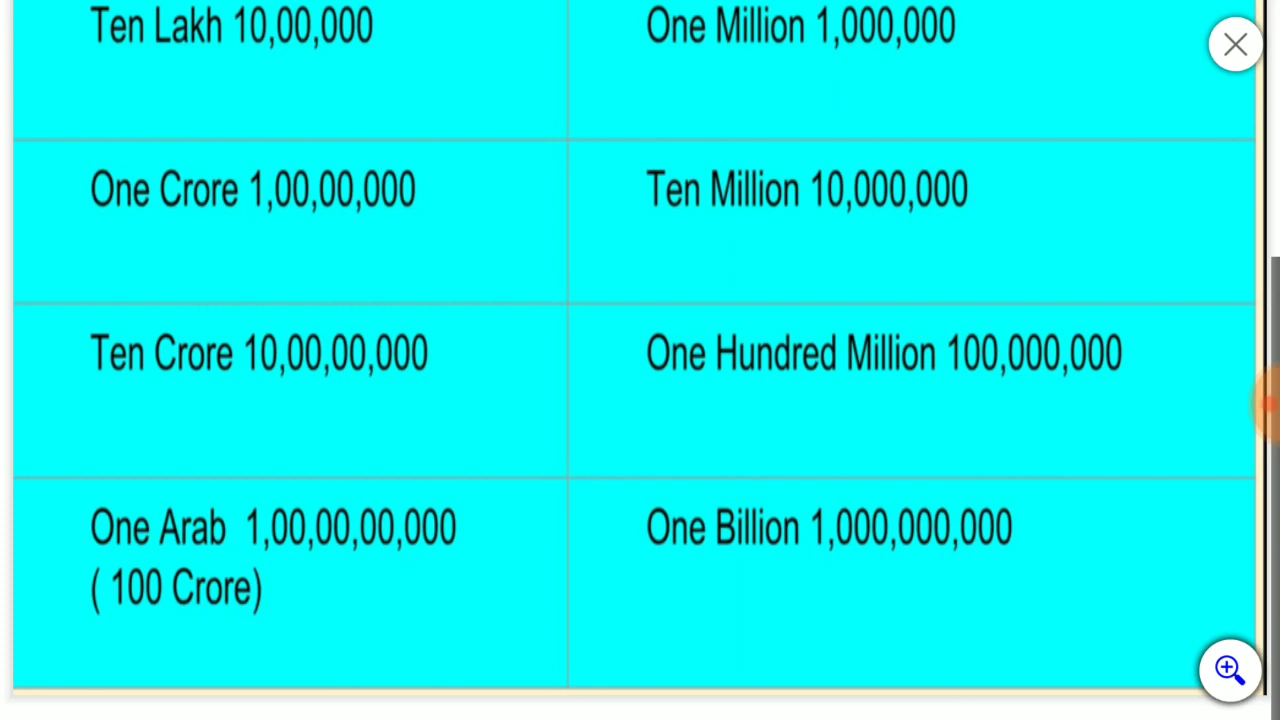 Ten Lakh 10,00,000
One Million 1,000,000
One Crore 1,00,00,000
Ten Million 10,000,000
Ten Crore 10,00,00,000
One Hundred Million 100,000,000
One Arab 1,00,00,00,000
( 100 Crore)
One Billion 1,000,000,000